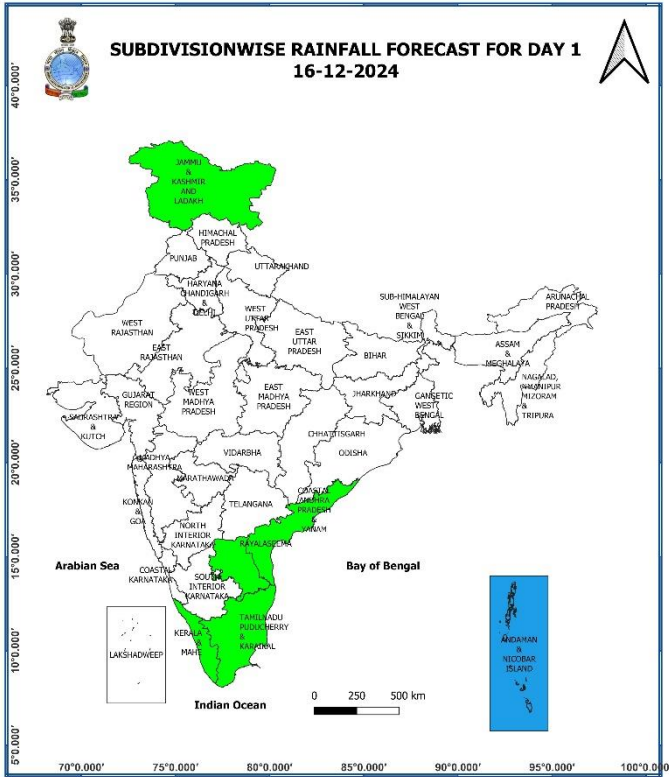 SUBDIVISIONWISE RAINFALL FORECAST FOR DAY 1
16-12-2024
40°0.000'
35°0.000'
30°0.000'
25°0.000'
20°0.000'
15°0.000'
10°0.000'
5°0.000'
JAMMU
&
KASHMIR
AND
LADAKH
HIMACHAL
PRADESH
PUNJAB
UTTARAKHAND
HARYANA
CHANDIGARH
&
DELHI
WEST
UTTAR
PRADESH
SUB-HIMALAYAN
WEST
BENGAL
&
SIKKIM
ARUNACHAL
PRADESH
WEST
RAJASTHAN
EAST
RAJASTHAN
EAST
UTTAR
PRADESH
BIHAR
ASSAM
&
MEGHALAYA
NAGALAD,
MANIPUR
MIZORAM
&
TRIPURA
GUJARAT
REGION
WEST
MADHYA
PRADESH
EAST
MADHYA
PRADESH
JHARKHAND
GANGETIC
WEST
BENGAL
SAURASHTRA
&
KUTCH
CHHATTISGARH
ODISHA
VIDARBHA
MADHYA
MAHARASHTRA
MARATHAWADA
KONKAN
&
GOA
TELANGANA
COASTAL
ANDHRA
PRADESH
&
YANAM
NORTH
INTERIOR
KARNATAKA
RAYALASEEMA
Arabian Sea
COASTAL
KARNATAKA
SOUTH
INTERIOR
KARNATAKA
Bay of Bengal
LAKSHADWEEP
KERALA
&
MAHE
TAMILNADU
PUDUCHERRY
&
KARAIKAL
ANDAMAN
&
NICOBAR
ISLAND
0 250 500 km
Indian Ocean
70°0.000' 75°0.000' 80°0.000' 85°0.000' 90°0.000' 95°0.000' 100°0.000'